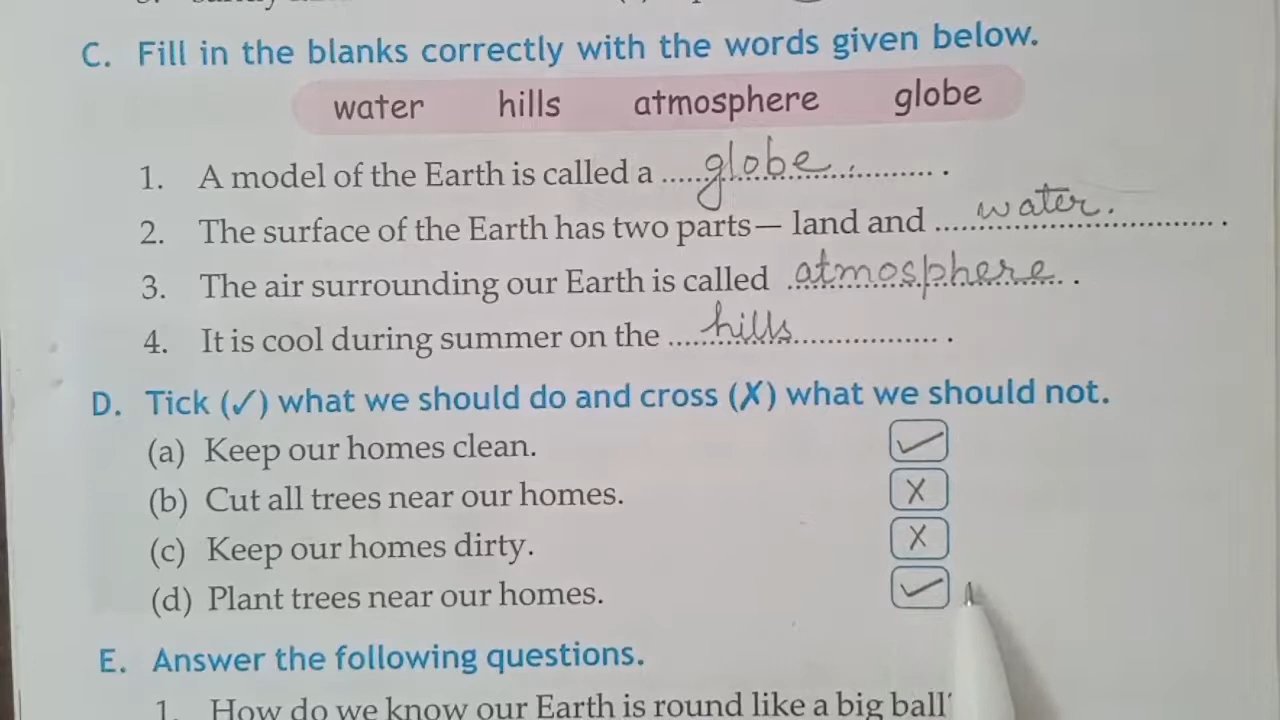 C. Fill in the blanks correctly with the words given below.
water hills atmosphere globe
1. A model of the Earth is called a ......globe............... .
2. The surface of the Earth has two parts— land and ......water. ............... .
3. The air surrounding our Earth is called ..atmosphere.. .
4. It is cool during summer on the ......hills............... .
D. Tick (✓) what we should do and cross (✗) what we should not.
(a) Keep our homes clean. ✓
(b) Cut all trees near our homes. X
(c) Keep our homes dirty. X
(d) Plant trees near our homes. ✓
E. Answer the following questions.
1. How do we know our Earth is round like a big ball